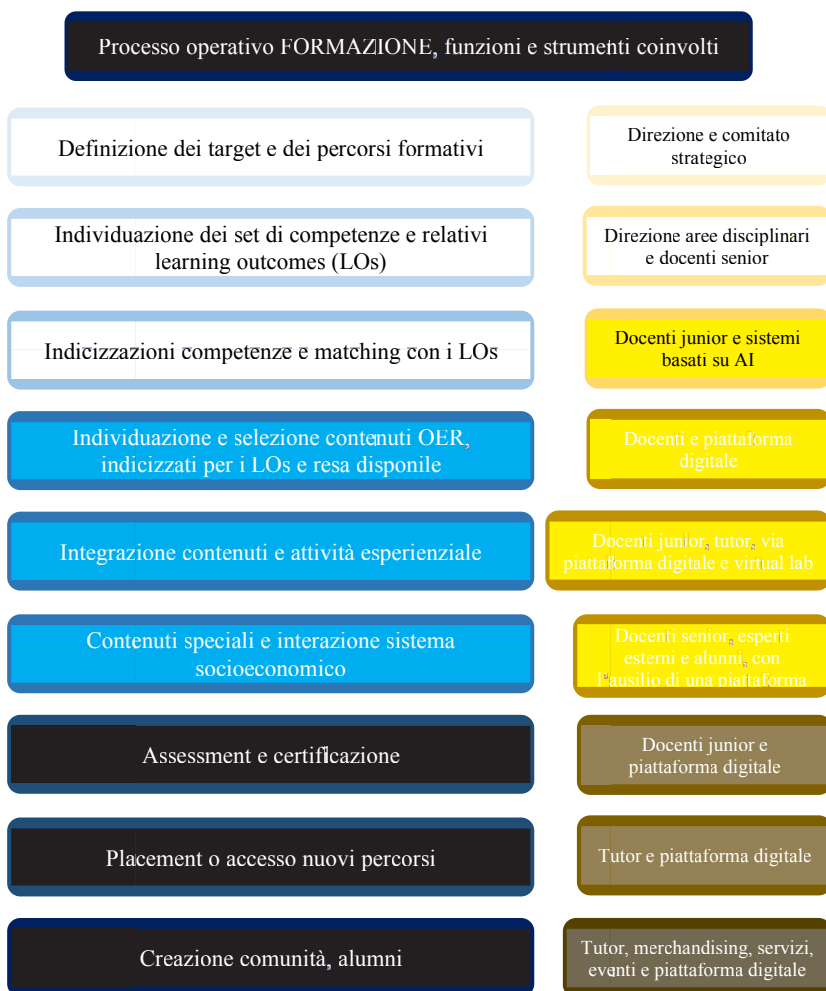 Processo operativo FORMAZIONE, funzioni e strumenti coinvolti
Definizione dei target e dei percorsi formativi
Direzione e comitato
strategico
Individuazione dei set di competenze e relativi
learning outcomes (LOs)
Direzione aree disciplinari
e docenti senior
Indicizzazioni competenze e matching con i LOs
Docenti junior e sistemi
basati su AI
Individuazione e selezione contenuti OER,
indicizzati per i LOs e resa disponile
Docenti e piattaforma
digitale
Integrazione contenuti e attività esperienziale
Docenti junior, tutor, via
piattaforma digitale e virtual lab
Contenuti speciali e interazione sistema
socioeconomico
Docenti senior, esperti
esterni e alunni, con
l'ausilio di una piattaforma
Assessment e certificazione
Docenti junior e
piattaforma digitale
Placement o accesso nuovi percorsi
Tutor e piattaforma digitale
Creazione comunità, alumni
Tutor, merchandising, servizi,
eventi e piattaforma digitale